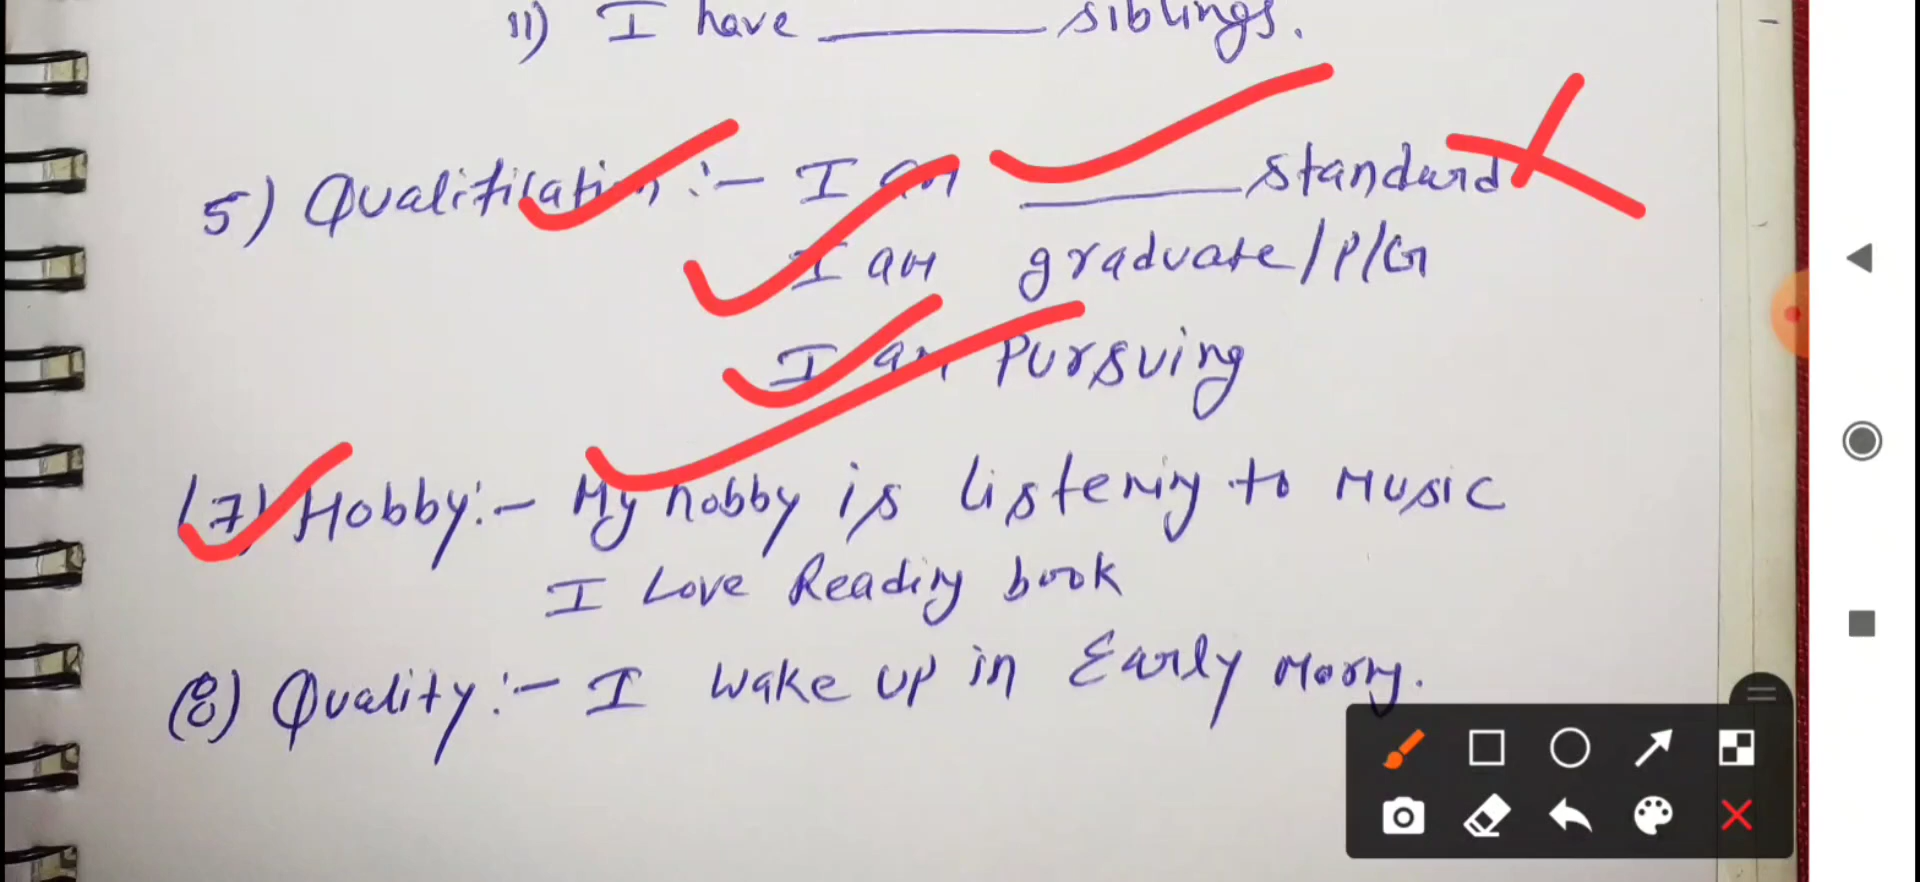 11) I have ______ siblings.
5) Qualification :- I am ______ standard
I am graduate/P/G
I am Pursuing
(7) Hobby :- My hobby is listening to Music
I Love Reading book
(8) Quality :- I wake up in Early